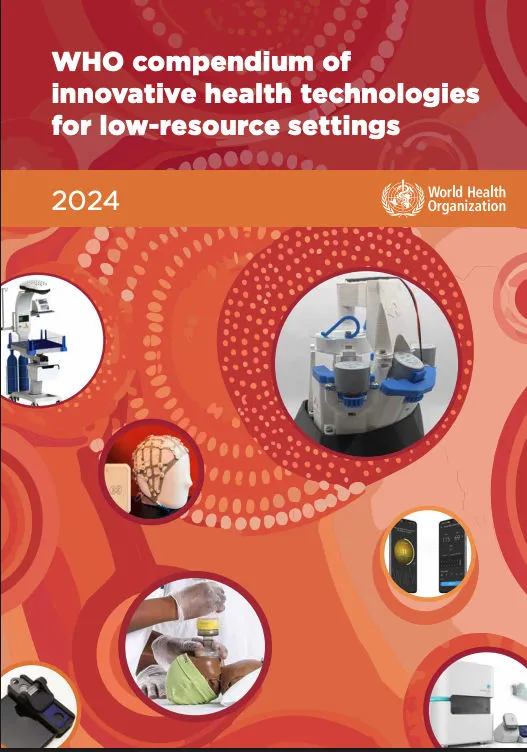 WHO compendium of
innovative health technologies
for low-resource settings
2024
World Health
Organization